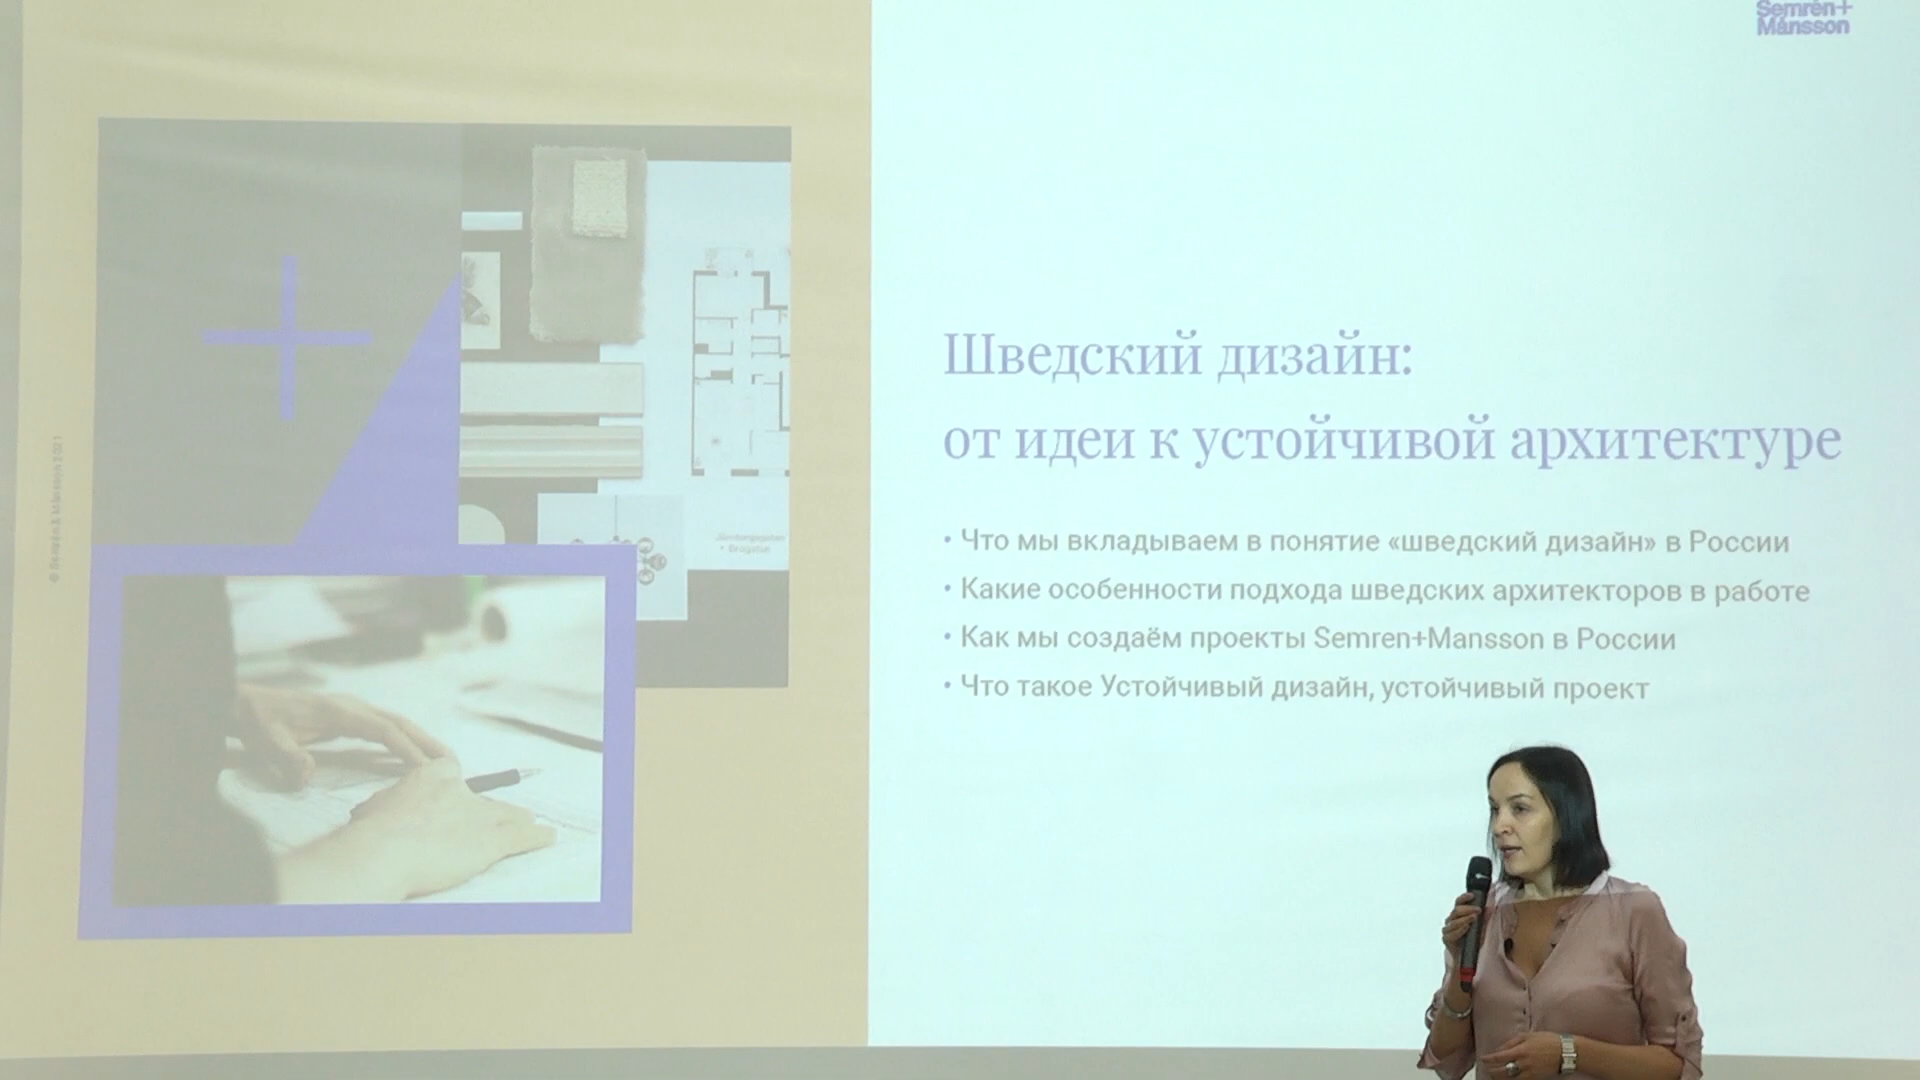 Semrén+
Månsson
Шведский дизайн:
от идеи к устойчивой архитектуре
• Что мы вкладываем в понятие «шведский дизайн» в России
• Какие особенности подхода шведских архитекторов в работе
• Как мы создаём проекты Semren+Mansson в России
• Что такое Устойчивый дизайн, устойчивый проект